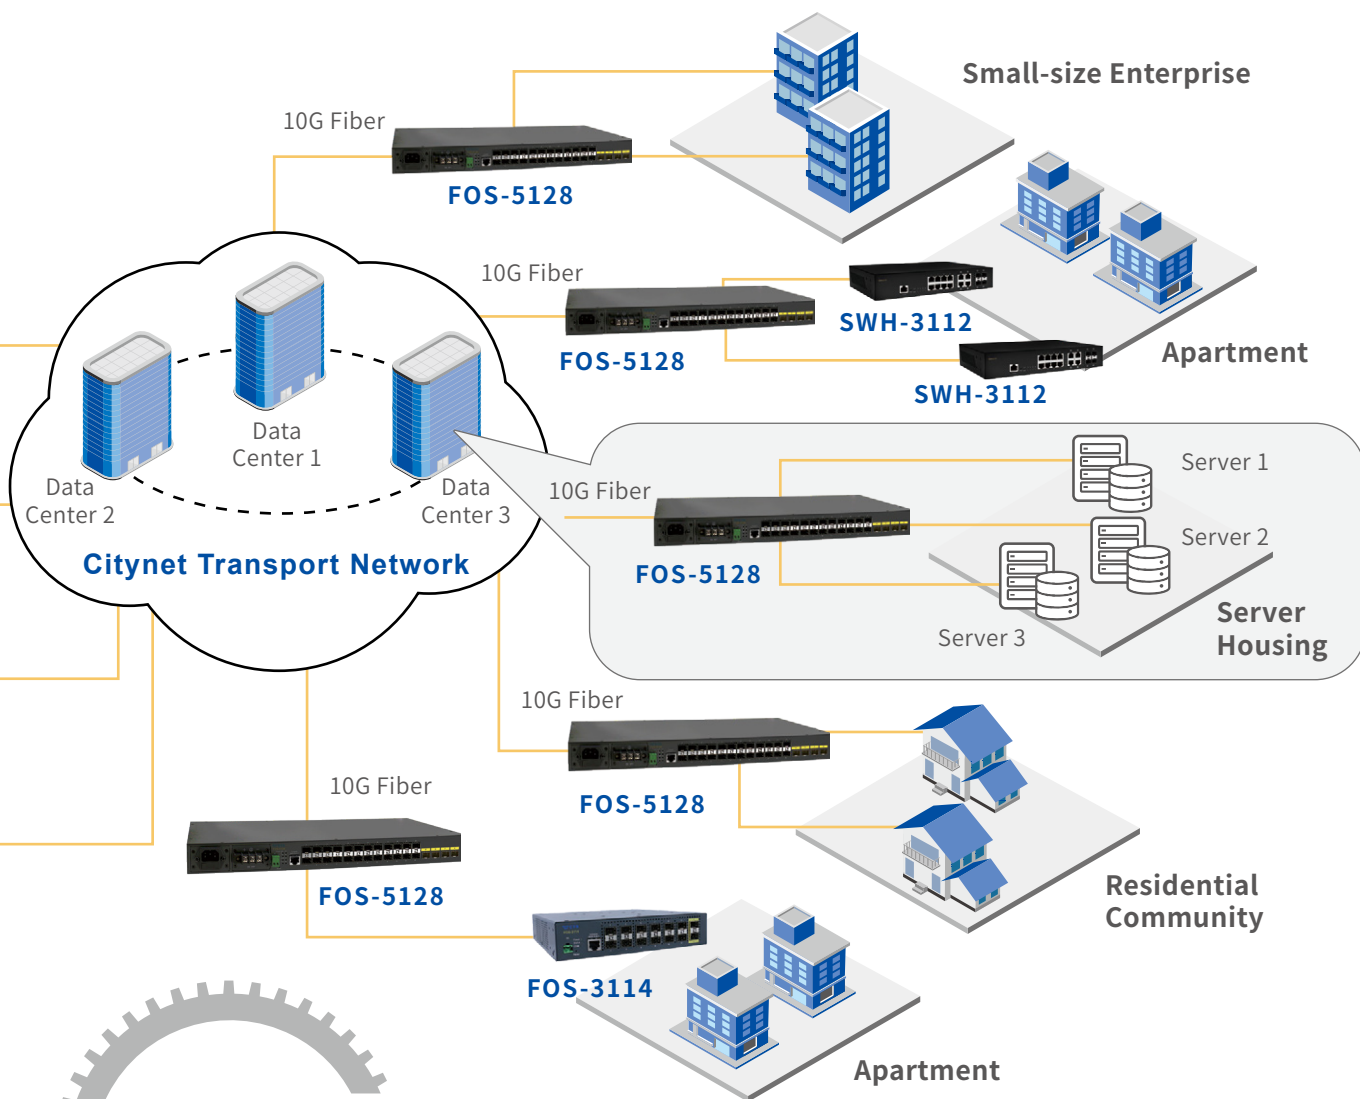 Small-size Enterprise
10G Fiber
FOS-5128
10G Fiber
SWH-3112
FOS-5128
Apartment
SWH-3112
Data
Center 1
Data
Center 2
Data
Center 3
Citynet Transport Network
10G Fiber
Server 1
Server 2
FOS-5128
Server 3
Server
Housing
10G Fiber
FOS-5128
Residential
Community
10G Fiber
FOS-5128
FOS-3114
Apartment